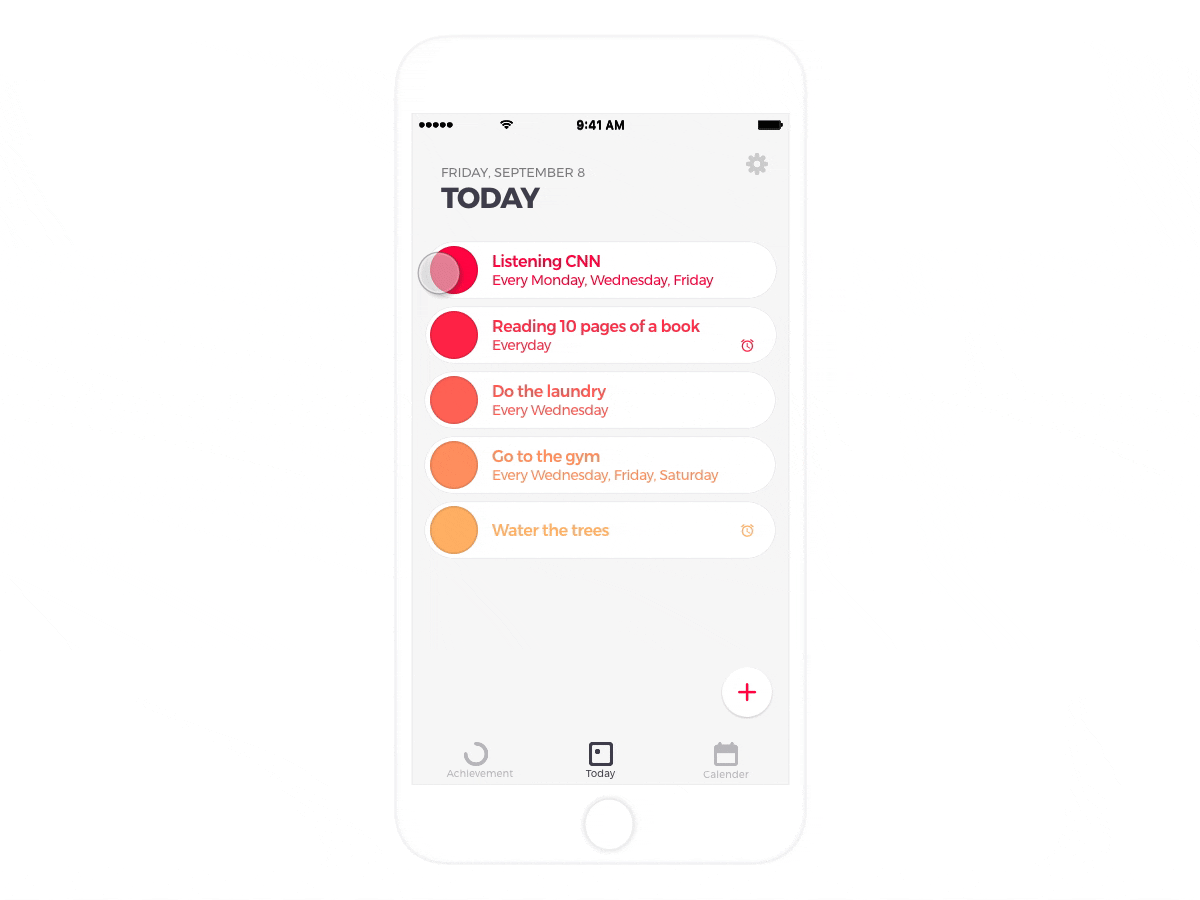 9:41 AM
FRIDAY, SEPTEMBER 8
TODAY
Listening CNN
Every Monday, Wednesday, Friday
Reading 10 pages of a book
Everyday
Do the laundry
Every Wednesday
Go to the gym
Every Wednesday, Friday, Saturday
Water the trees
Achievement
Today
Calender